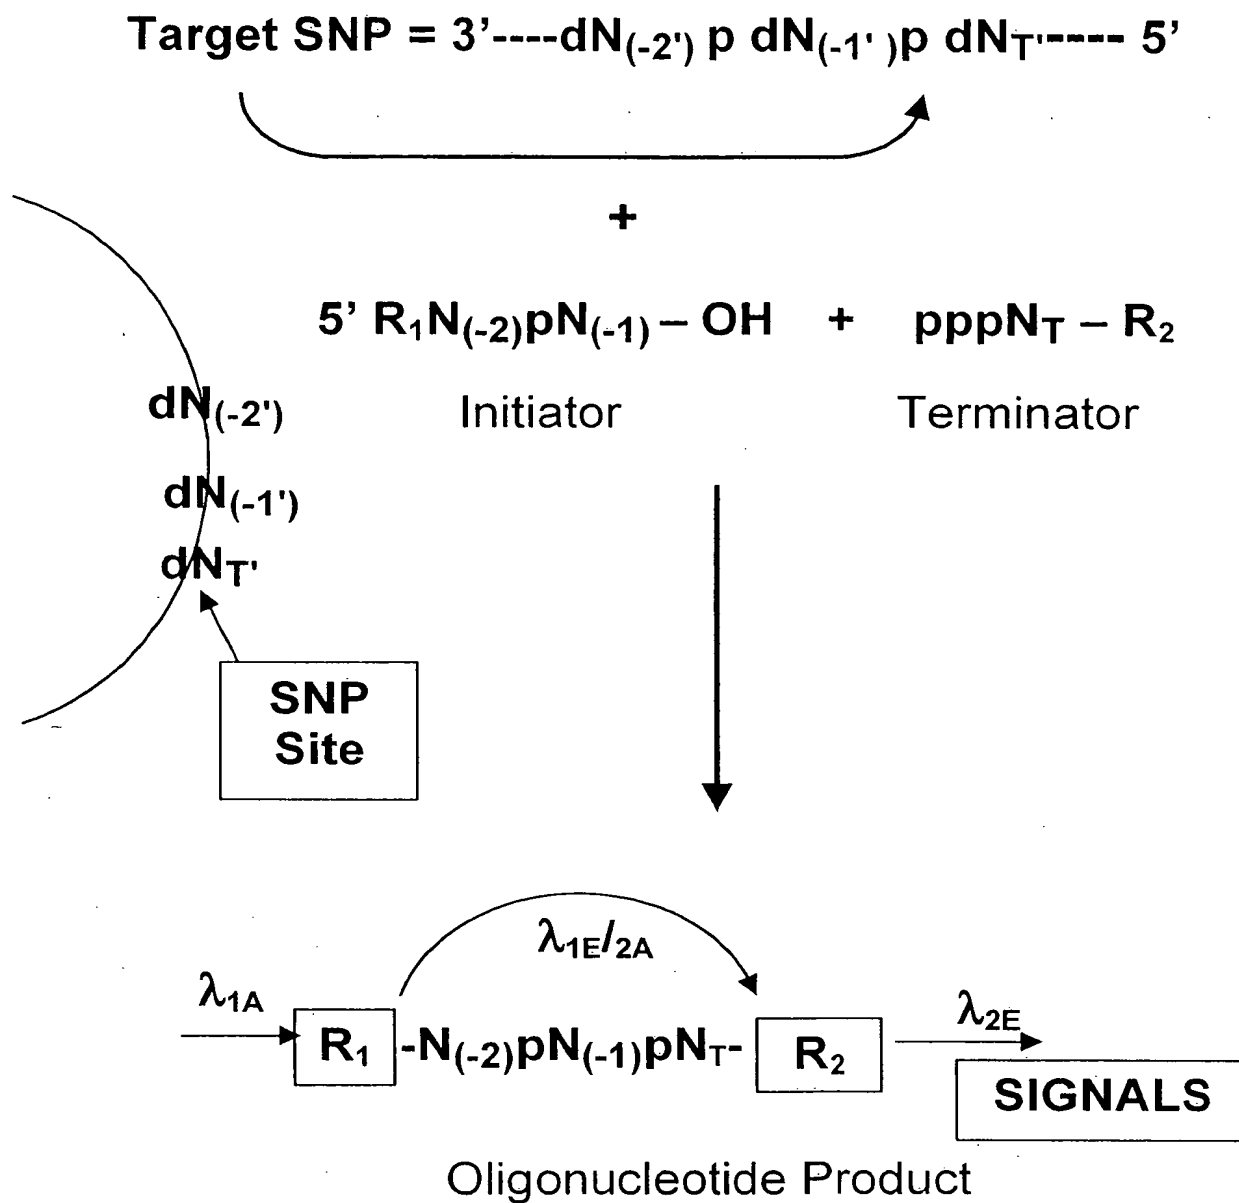 Target SNP = 3'----dN(-2') p dN(-1' )p dNT'---- 5'
+
5' R1N(-2)pN(-1) – OH + pppNT – R2
Initiator Terminator
dN(-2')
dN(-1')
dNT'
SNP
Site
λ1E/2A
λ1A
R1 -N(-2)pN(-1)pNT- R2
λ2E
SIGNALS
Oligonucleotide Product